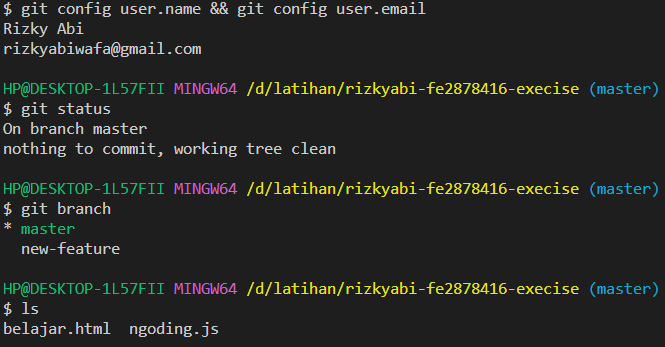 $ git config user.name && git config user.email
Rizky Abi
rizkyabiwafa@gmail.com
HP@DESKTOP-1L57FII MINGW64 /d/latihan/rizkyabi-fe2878416-execise (master)
$ git status
On branch master
nothing to commit, working tree clean
HP@DESKTOP-1L57FII MINGW64 /d/latihan/rizkyabi-fe2878416-execise (master)
$ git branch
* master
  new-feature
HP@DESKTOP-1L57FII MINGW64 /d/latihan/rizkyabi-fe2878416-execise (master)
$ ls
belajar.html  ngoding.js